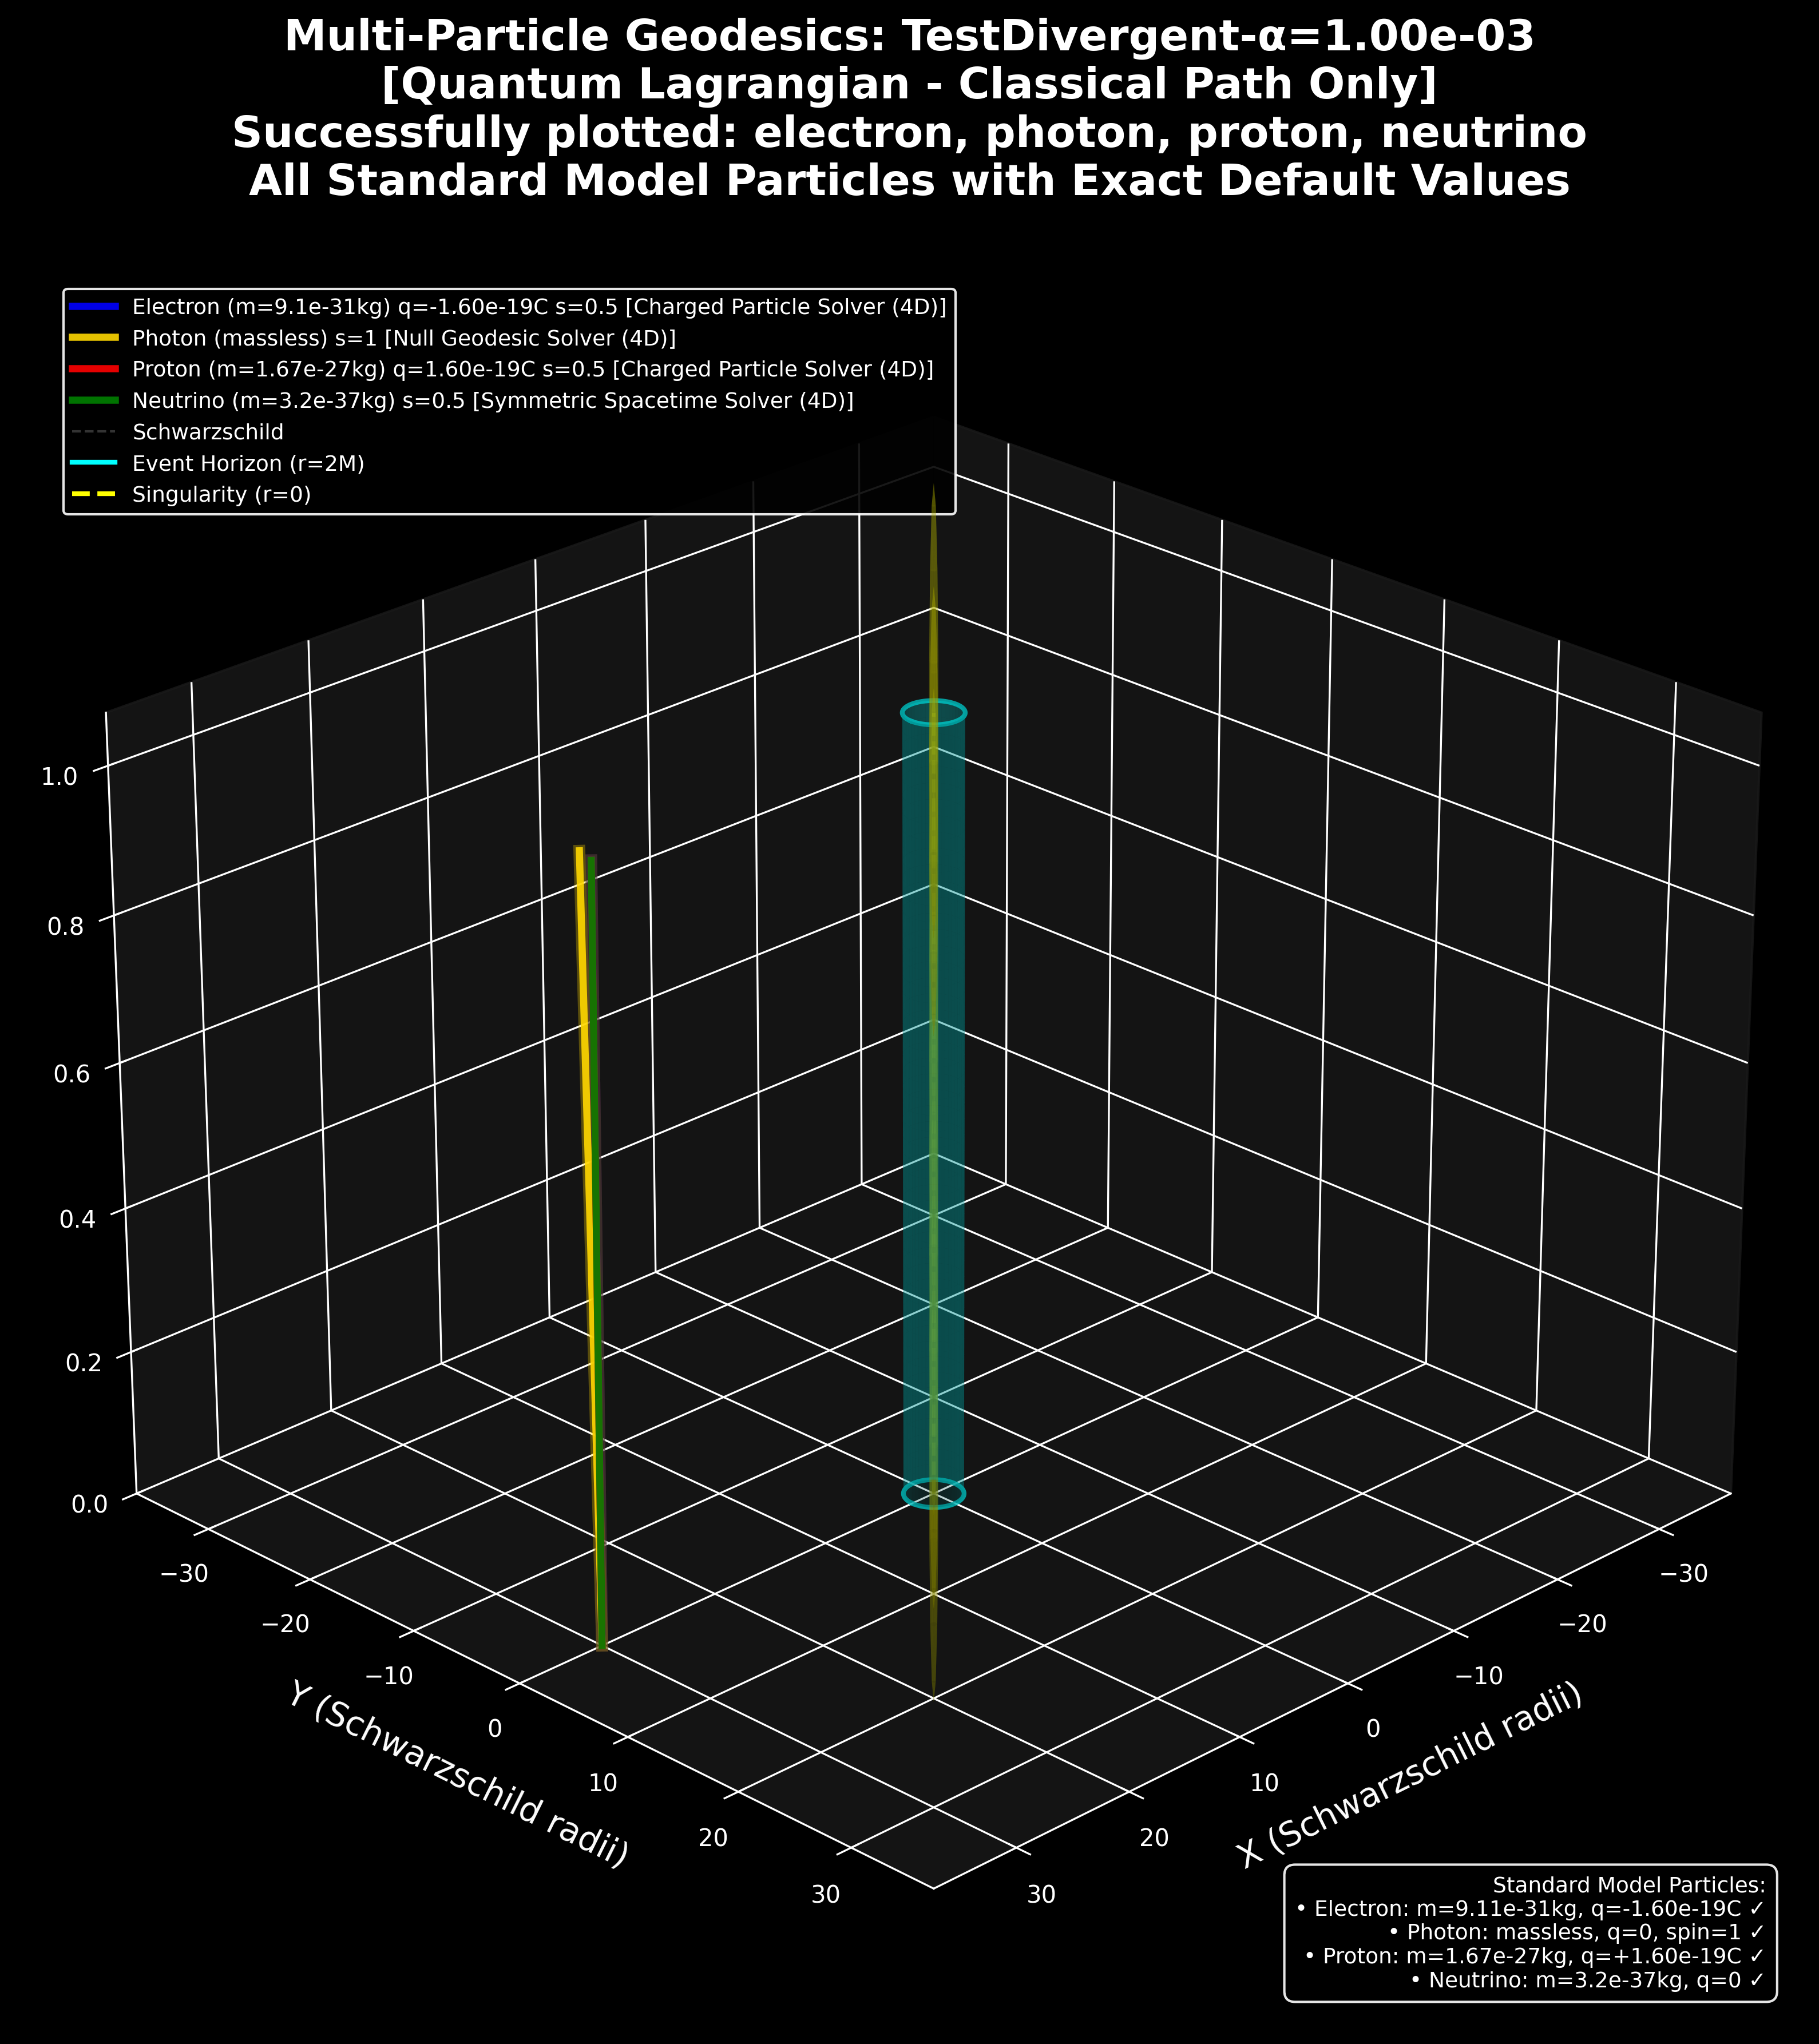 Multi-Particle Geodesics: TestDivergent-α=1.00e-03
[Quantum Lagrangian - Classical Path Only]
Successfully plotted: electron, photon, proton, neutrino
All Standard Model Particles with Exact Default Values
Electron (m=9.1e-31kg) q=-1.60e-19C s=0.5 [Charged Particle Solver (4D)]
Photon (massless) s=1 [Null Geodesic Solver (4D)]
Proton (m=1.67e-27kg) q=1.60e-19C s=0.5 [Charged Particle Solver (4D)]
Neutrino (m=3.2e-37kg) s=0.5 [Symmetric Spacetime Solver (4D)]
Schwarzschild
Event Horizon (r=2M)
Singularity (r=0)
1.0
0.8
0.6
0.4
0.2
0.0
−30
−20
−10
0
10
20
30
Y (Schwarzschild radii)
−30
−20
−10
0
10
20
30
X (Schwarzschild radii)
Standard Model Particles:
• Electron: m=9.11e-31kg, q=-1.60e-19C ✓
• Photon: massless, q=0, spin=1 ✓
• Proton: m=1.67e-27kg, q=+1.60e-19C ✓
• Neutrino: m=3.2e-37kg, q=0 ✓